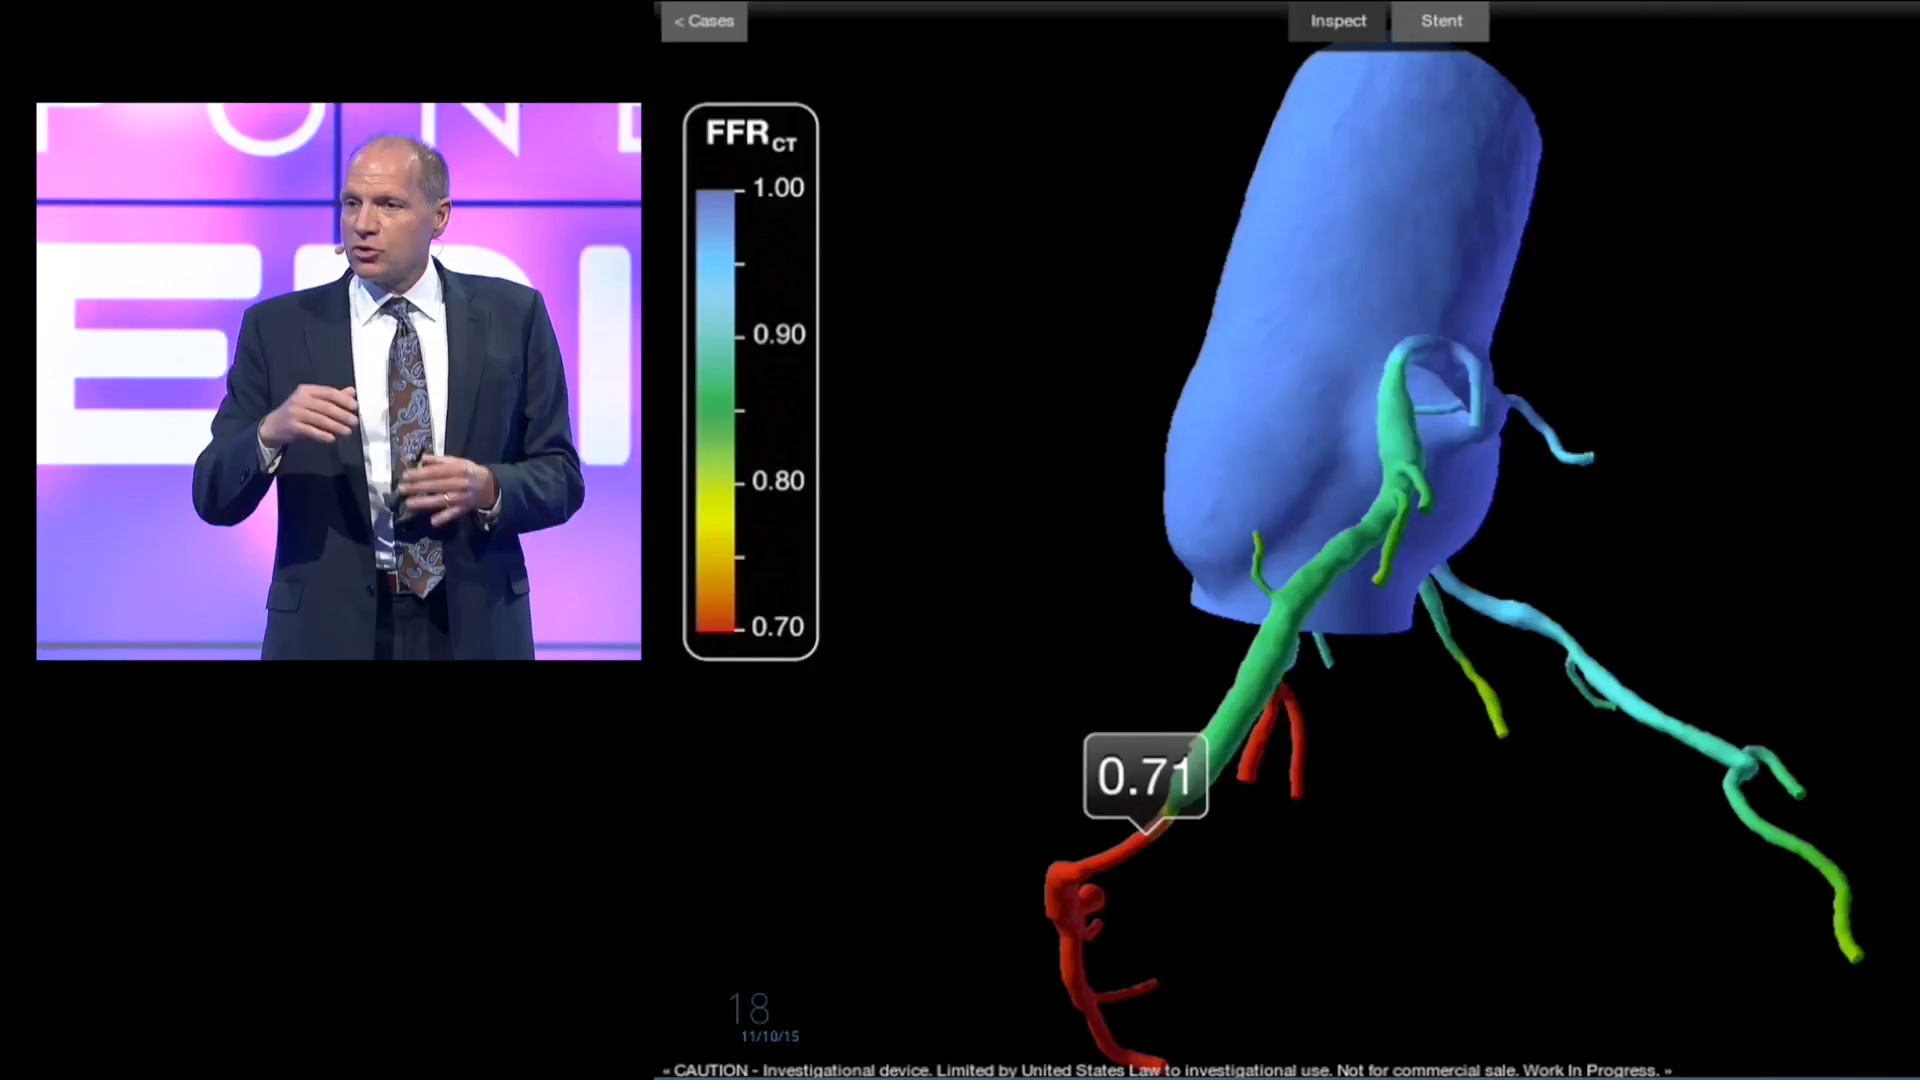 < Cases
Inspect
Stent
FFRCT
1.00
0.90
0.80
0.70
0.71
18
11/10/15
« CAUTION - Investigational device. Limited by United States Law to investigational use. Not for commercial sale. Work In Progress. »